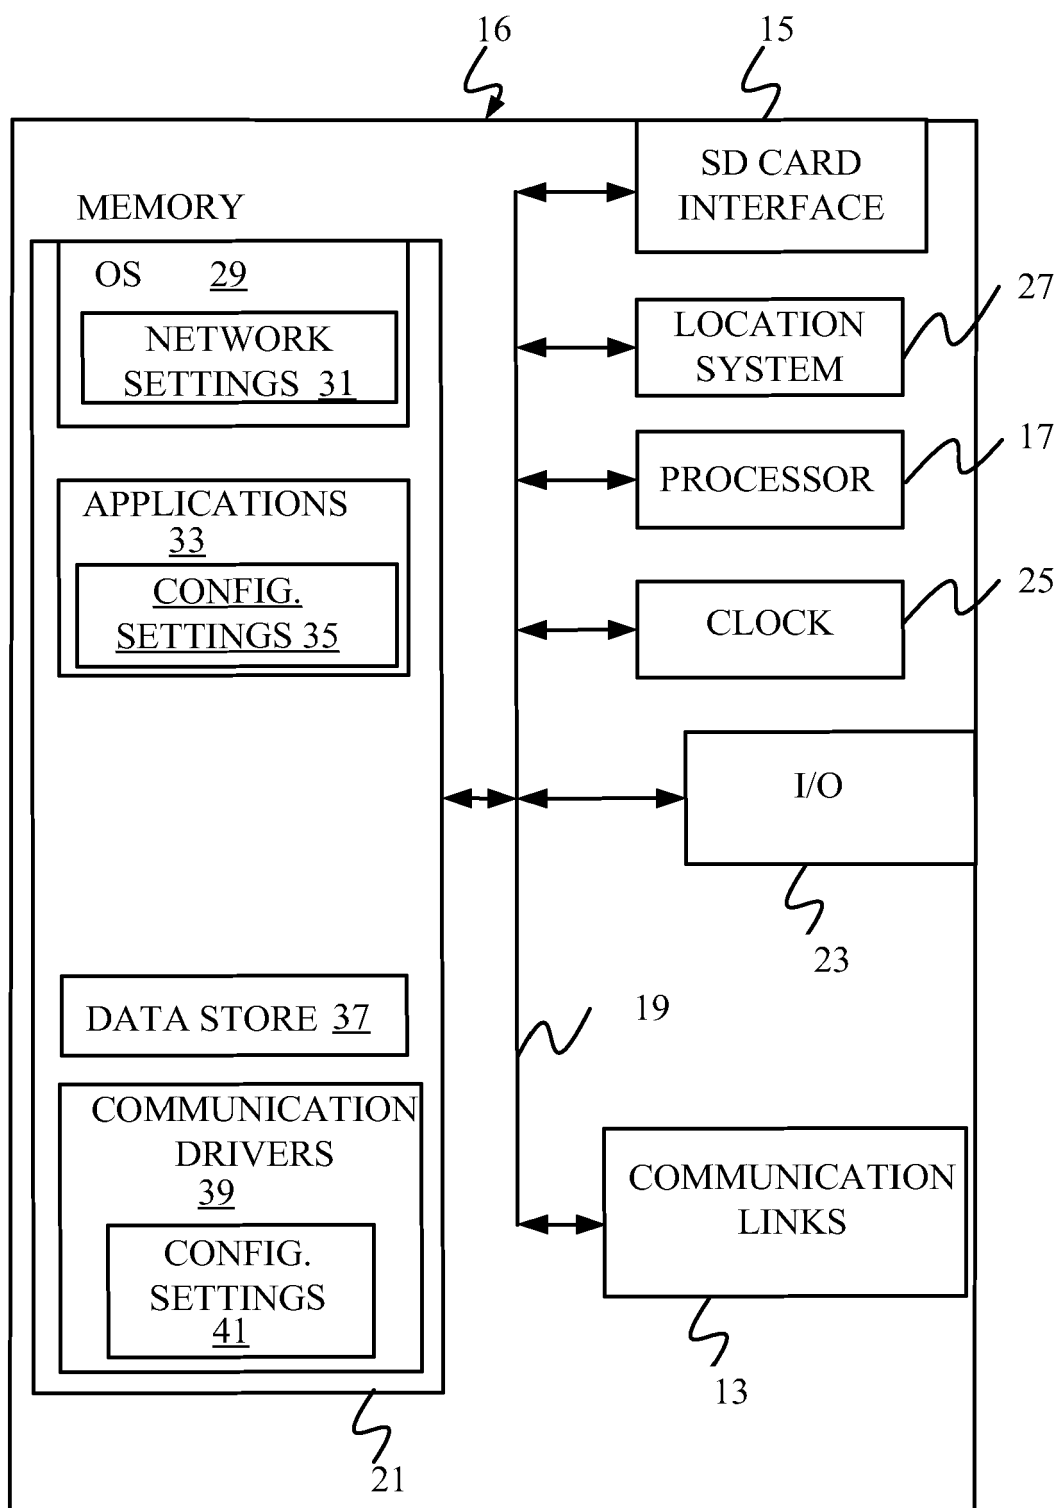 16
15
SD CARD
INTERFACE
MEMORY
OS 29
NETWORK
SETTINGS 31
27
LOCATION
SYSTEM
17
PROCESSOR
APPLICATIONS
33
CONFIG.
SETTINGS 35
25
CLOCK
I/O
23
DATA STORE 37
19
COMMUNICATION
DRIVERS
39
CONFIG.
SETTINGS
41
COMMUNICATION
LINKS
13
21